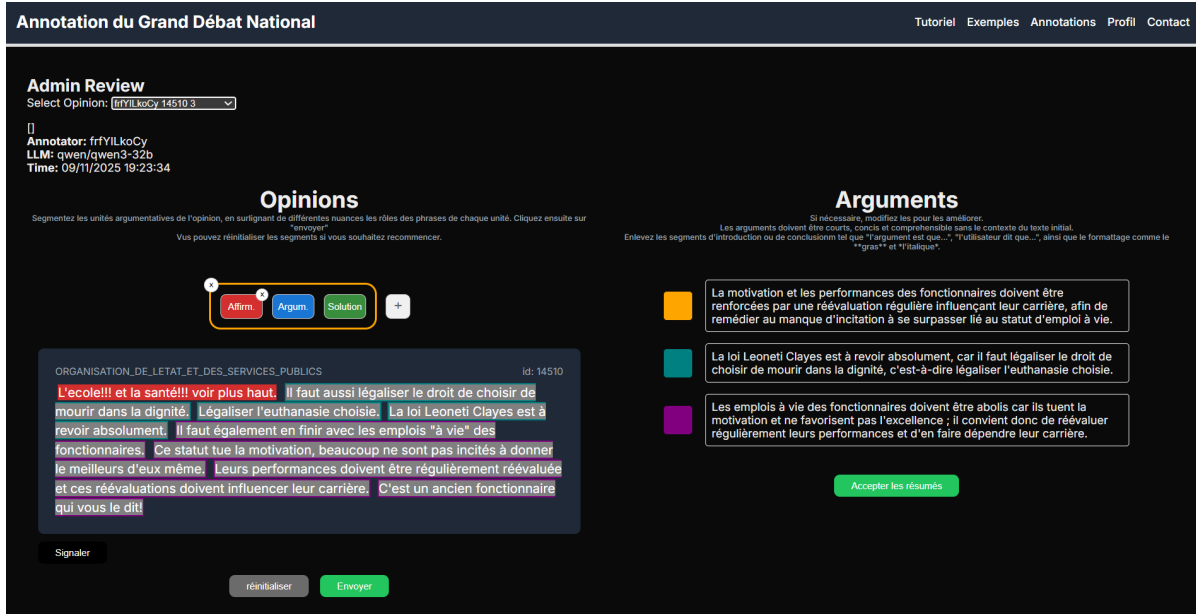 Annotation du Grand Débat National
Tutoriel Exemples Annotations Profil Contact
Admin Review
Select Opinion: frfYILkoCy 14510 3
[]
Annotator: frfYILkoCy
LLM: qwen/qwen3-32b
Time: 09/11/2025 19:23:34
Opinions
Segmentez les unités argumentatives de l'opinion, en surlignant de différentes nuances les rôles des phrases de chaque unité. Cliquez ensuite sur
"envoyer"
Vus pouvez réinitialiser les segments si vous souhaitez recommencer.
x
x
Affirm. Argum. Solution +
ORGANISATION_DE_LETAT_ET_DES_SERVICES_PUBLICS id: 14510
L'ecole!!! et la santé!!! voir plus haut. Il faut aussi légaliser le droit de choisir de
mourir dans la dignité. Légaliser l'euthanasie choisie. La loi Leoneti Clayes est à
revoir absolument. Il faut également en finir avec les emplois "à vie" des
fonctionnaires. Ce statut tue la motivation, beaucoup ne sont pas incités à donner
le meilleurs d'eux même. Leurs performances doivent être régulièrement réévaluée
et ces réévaluations doivent influencer leur carrière. C'est un ancien fonctionnaire
qui vous le dit!
Signaler
réinitialiser Envoyer
Arguments
Si nécessaire, modifiez les pour les améliorer.
Les arguments doivent être courts, concis et comprehensible sans le contexte du texte initial.
Enlevez les segments d'introduction ou de conclusionm tel que "l'argument est que...", "l'utilisateur dit que...", ainsi que le formattage comme le
**gras** et *l'italique*.
La motivation et les performances des fonctionnaires doivent être
renforcées par une réévaluation régulière influençant leur carrière, afin de
remédier au manque d'incitation à se surpasser lié au statut d'emploi à vie.
La loi Leoneti Clayes est à revoir absolument, car il faut légaliser le droit de
choisir de mourir dans la dignité, c'est-à-dire légaliser l'euthanasie choisie.
Les emplois à vie des fonctionnaires doivent être abolis car ils tuent la
motivation et ne favorisent pas l'excellence ; il convient donc de réévaluer
régulièrement leurs performances et d'en faire dépendre leur carrière.
Accepter les résumés